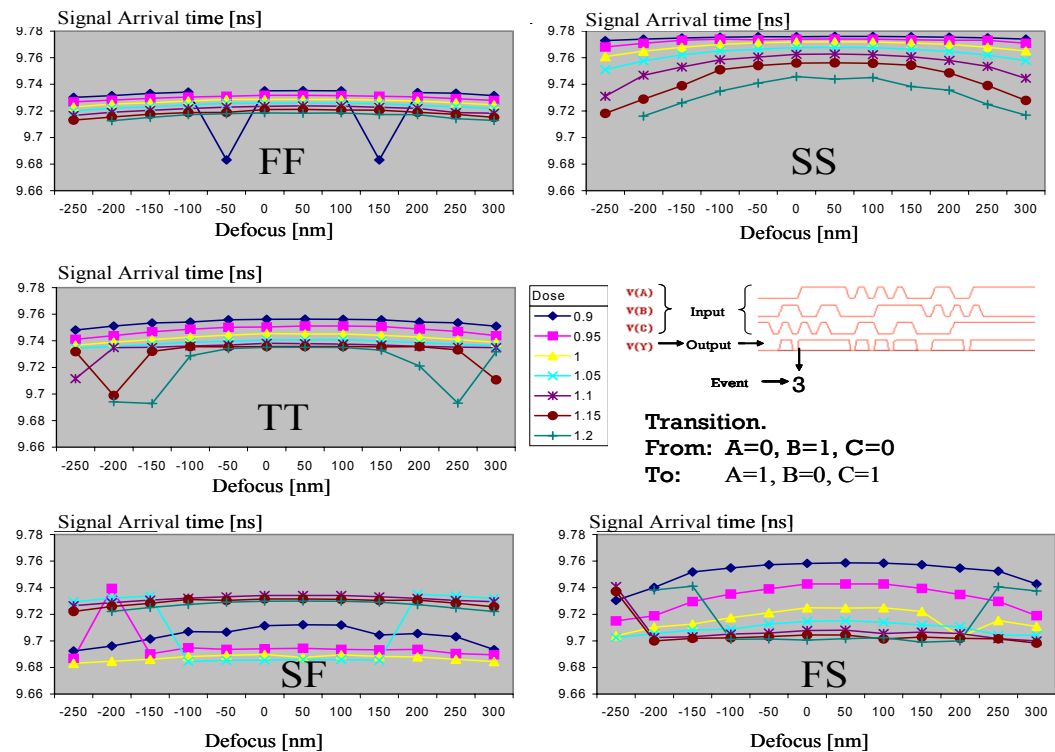 Signal Arrival time [ns]
9.78
9.76
9.74
9.72
9.7
9.68
9.66
FF
-250 -200 -150 -100 -50 0 50 100 150 200 250 300
Defocus [nm]
Signal Arrival time [ns]
9.78
9.76
9.74
9.72
9.7
9.68
9.66
SS
-250 -200 -150 -100 -50 0 50 100 150 200 250 300
Defocus [nm]
Signal Arrival time [ns]
9.78
9.76
9.74
9.72
9.7
9.68
9.66
TT
-250 -200 -150 -100 -50 0 50 100 150 200 250 300
Defocus [nm]
Dose
0.9
0.95
1
1.05
1.1
1.15
1.2
V(A)
V(B)
V(C)
V(Y)
Input
Output
Event
3
Transition.
From: A=0, B=1, C=0
To: A=1, B=0, C=1
Signal Arrival time [ns]
9.78
9.76
9.74
9.72
9.7
9.68
9.66
SF
-250 -200 -150 -100 -50 0 50 100 150 200 250 300
Defocus [nm]
Signal Arrival time [ns]
9.78
9.76
9.74
9.72
9.7
9.68
9.66
FS
-250 -200 -150 -100 -50 0 50 100 150 200 250 300
Defocus [nm]